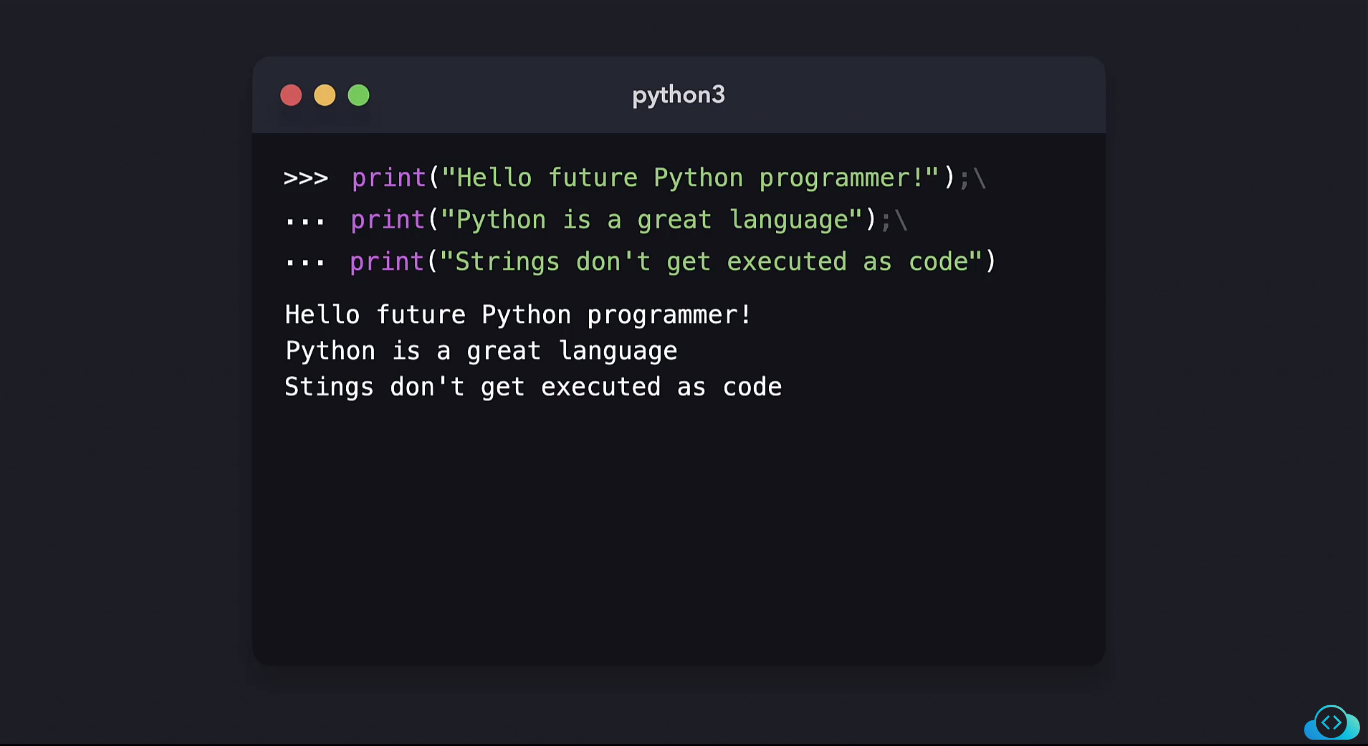 python3
>>> print("Hello future Python programmer!");\
... print("Python is a great language");\
... print("Strings don't get executed as code")
Hello future Python programmer!
Python is a great language
Stings don't get executed as code